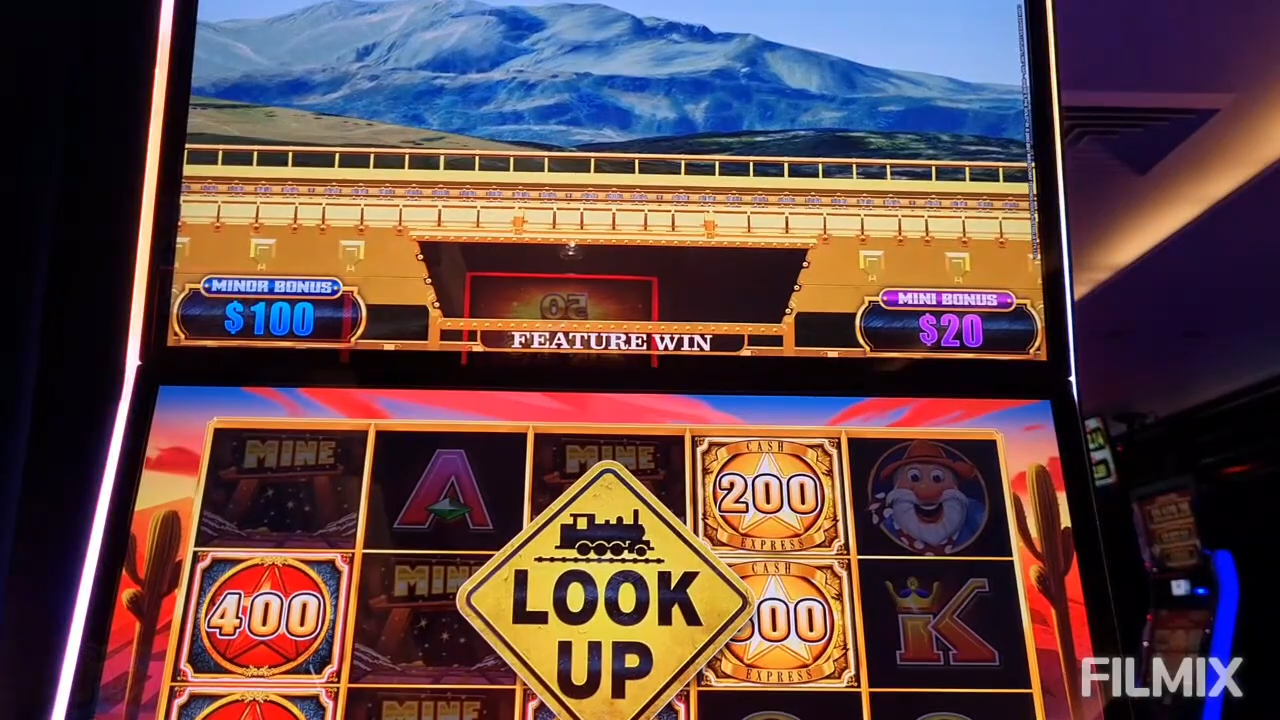 MINOR BONUS
$100
MINI BONUS
$20
50
FEATURE WIN
MINE
A
MINE
CASH
200
EXPRESS
400
MINE
LOOK
UP
CASH
EXPRESS
K
MINE
FILMIX